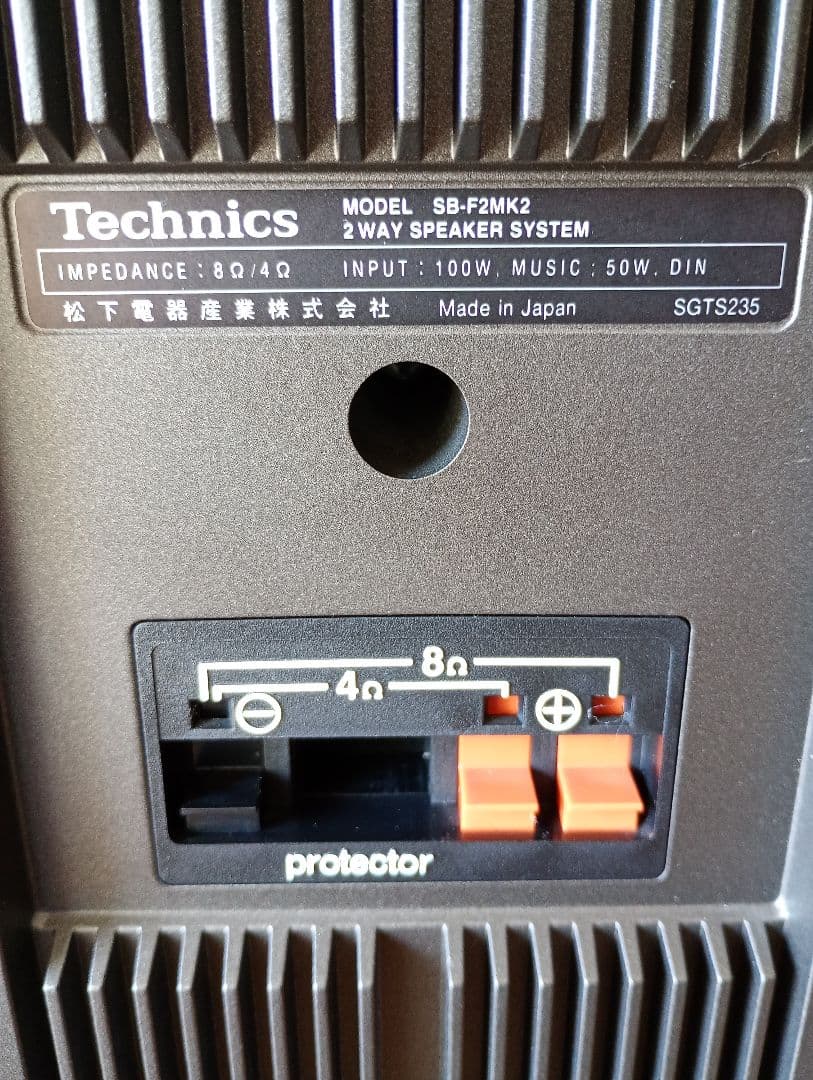 Technics
MODEL SB-F2MK2
2 WAY SPEAKER SYSTEM
IMPEDANCE : 8Ω/4Ω INPUT : 100W. MUSIC : 50W. DIN
松下電器産業株式会社 Made in Japan SGTS235
8Ω
4Ω
⊖ ⊕
protector